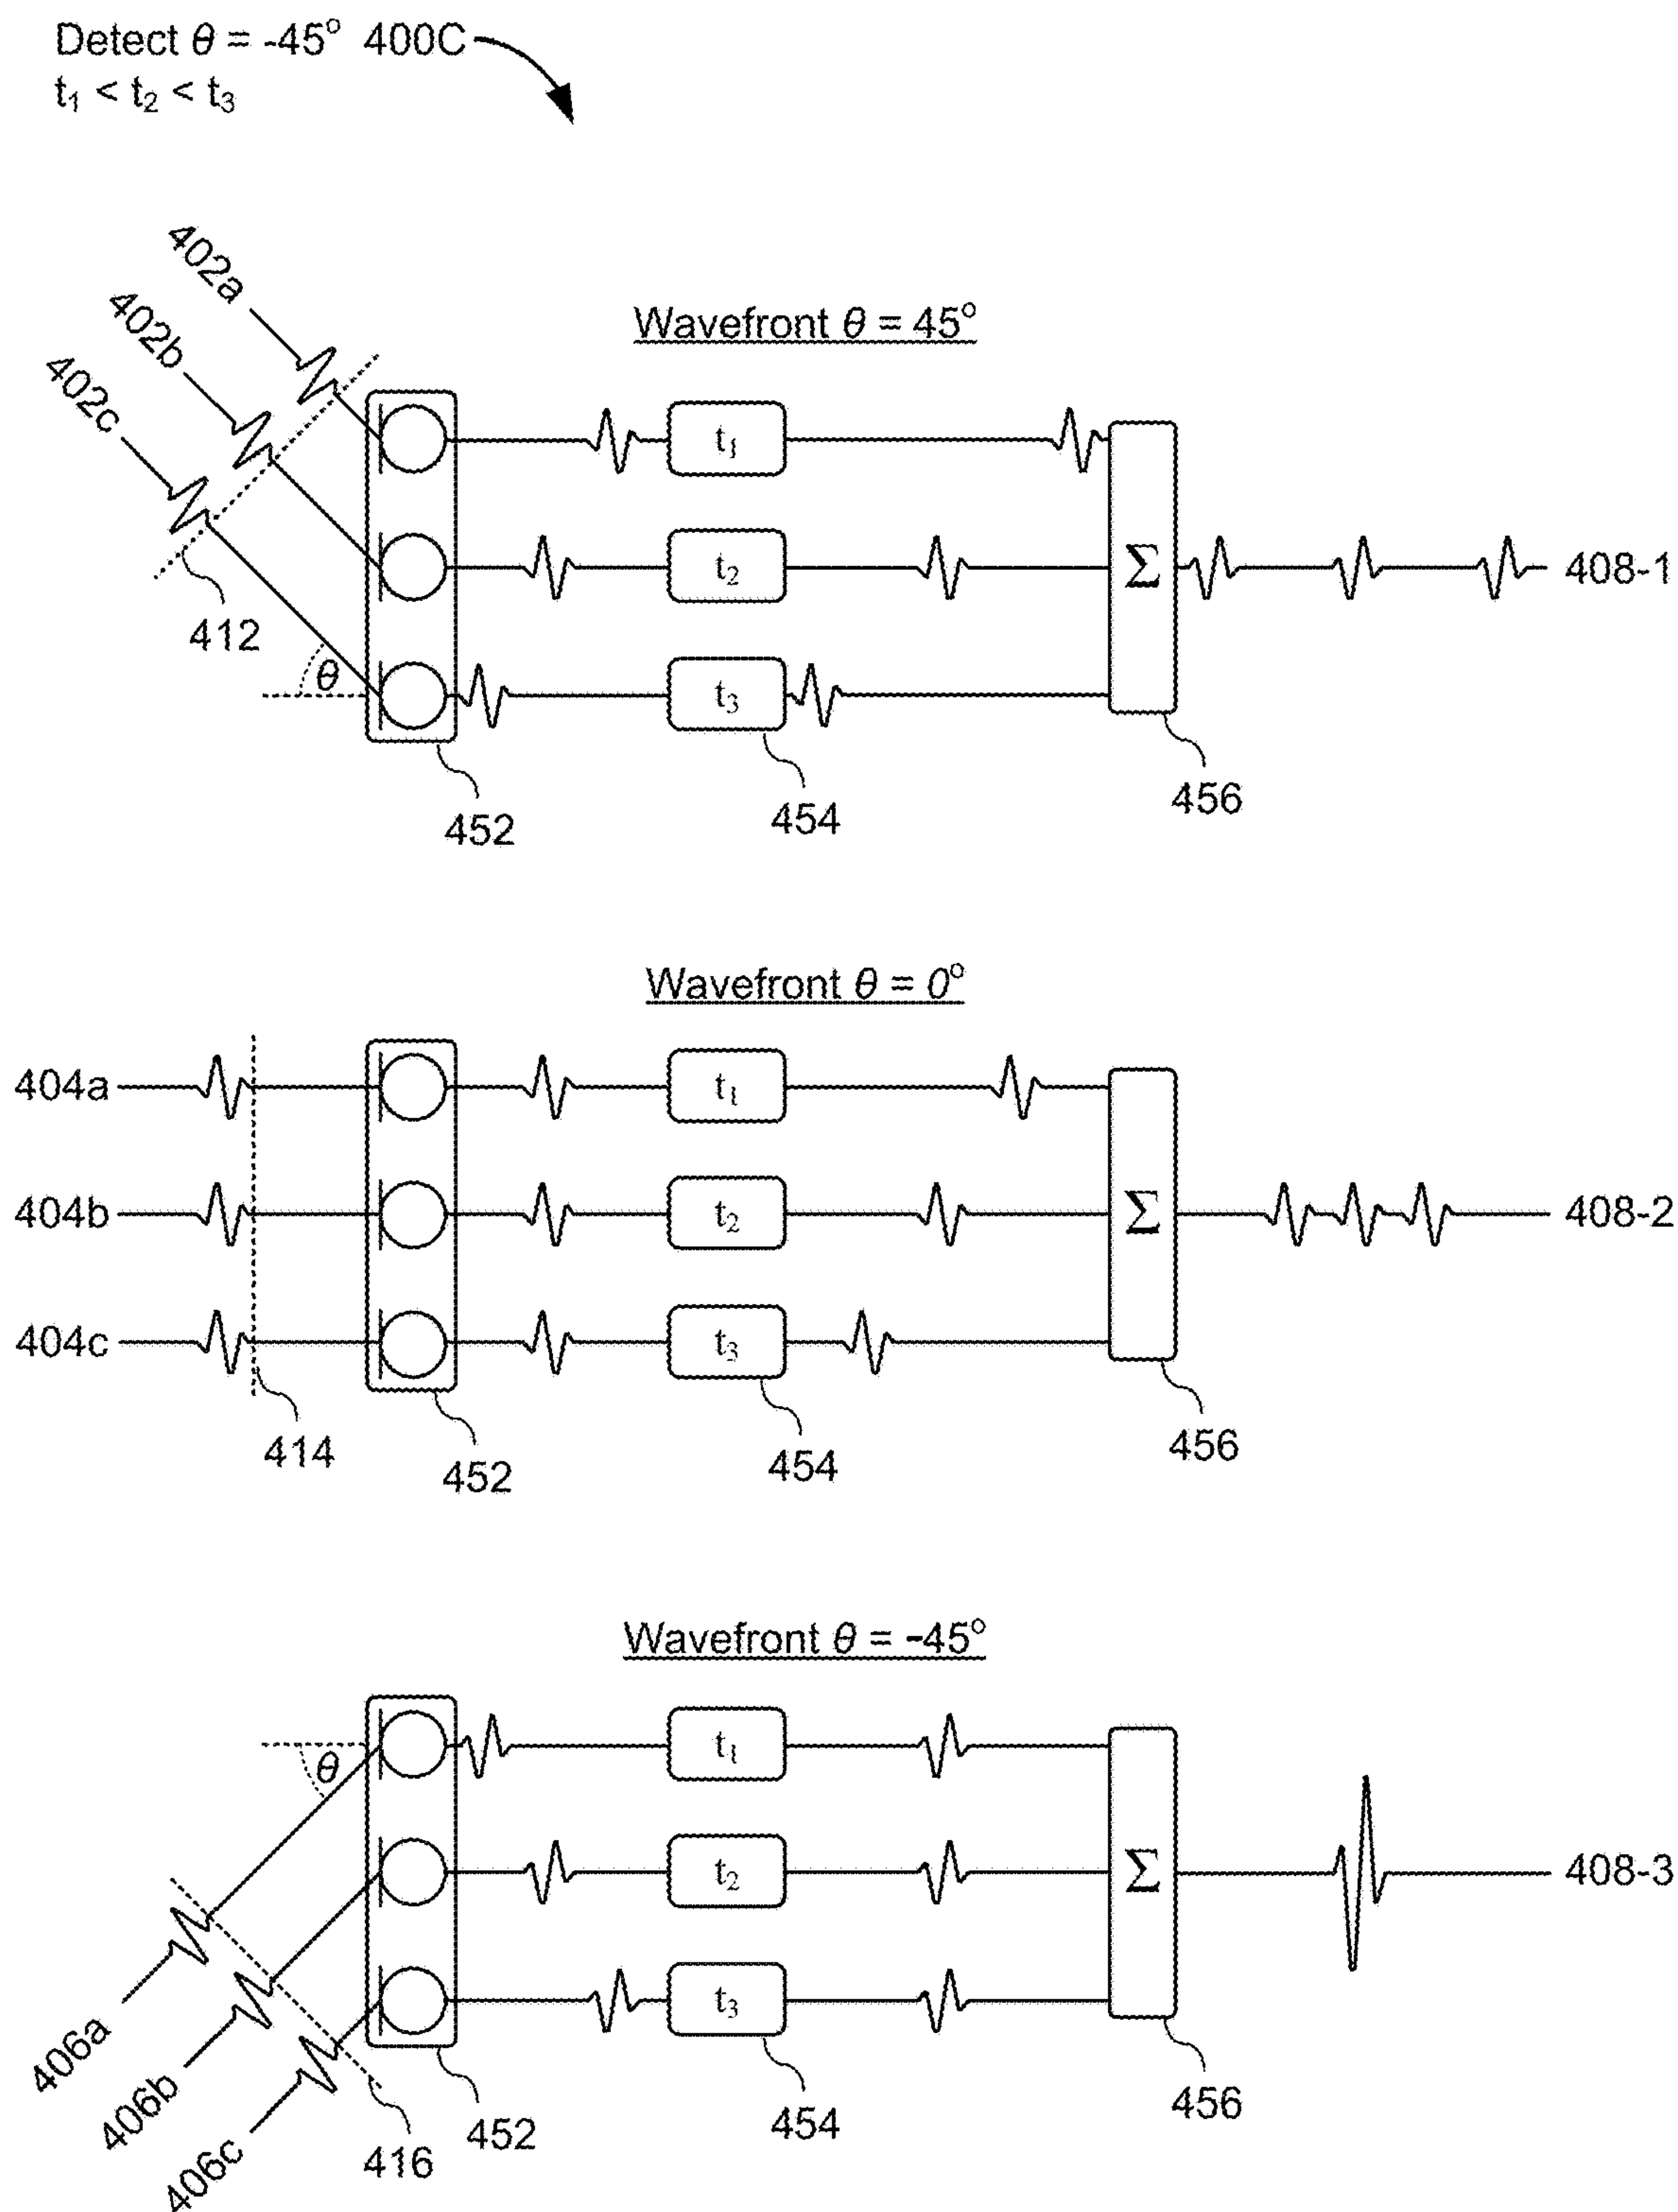 Detect θ = -45° 400C
t₁ < t₂ < t₃
402a
402b
402c
Wavefront θ = 45°
412
θ
t₁
t₂
t₃
Σ
408-1
452
454
456
Wavefront θ = 0°
404a
404b
404c
t₁
t₂
t₃
Σ
408-2
414
452
454
456
Wavefront θ = -45°
θ
t₁
t₂
t₃
Σ
408-3
406a
406b
406c
416
452
454
456